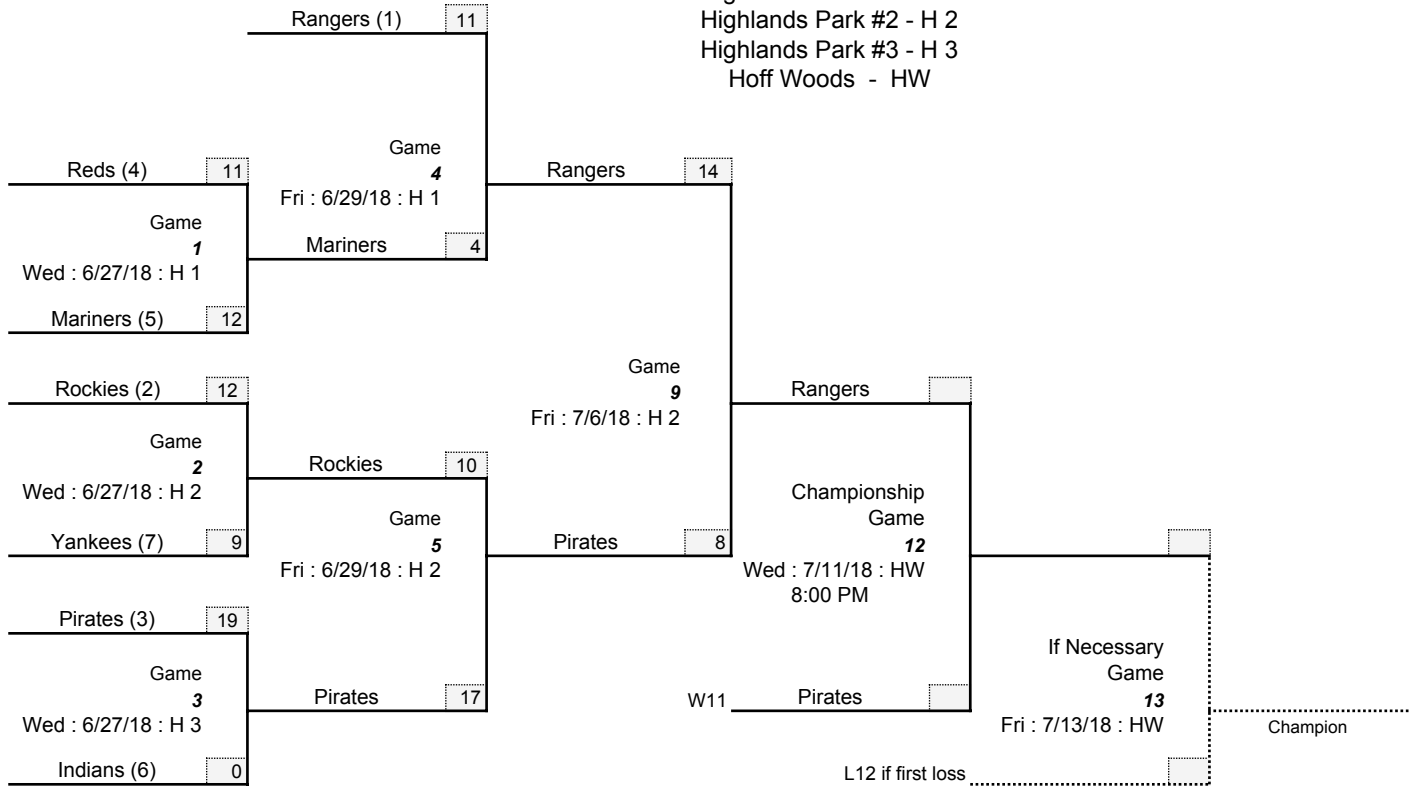 Highlands Park #2 - H 2
Highlands Park #3 - H 3
Hoff Woods - HW
Rangers (1) 11
Game
4
Fri : 6/29/18 : H 1
Mariners 4
Reds (4) 11
Game
1
Wed : 6/27/18 : H 1
Mariners (5) 12
Rangers 14
Game
9
Fri : 7/6/18 : H 2
Pirates 8
Rockies (2) 12
Game
2
Wed : 6/27/18 : H 2
Yankees (7) 9
Rockies 10
Game
5
Fri : 6/29/18 : H 2
Pirates 17
Pirates (3) 19
Game
3
Wed : 6/27/18 : H 3
Indians (6) 0
Rangers
Championship
Game
12
Wed : 7/11/18 : HW
8:00 PM
W11 Pirates
If Necessary
Game
13
Fri : 7/13/18 : HW
L12 if first loss
Champion